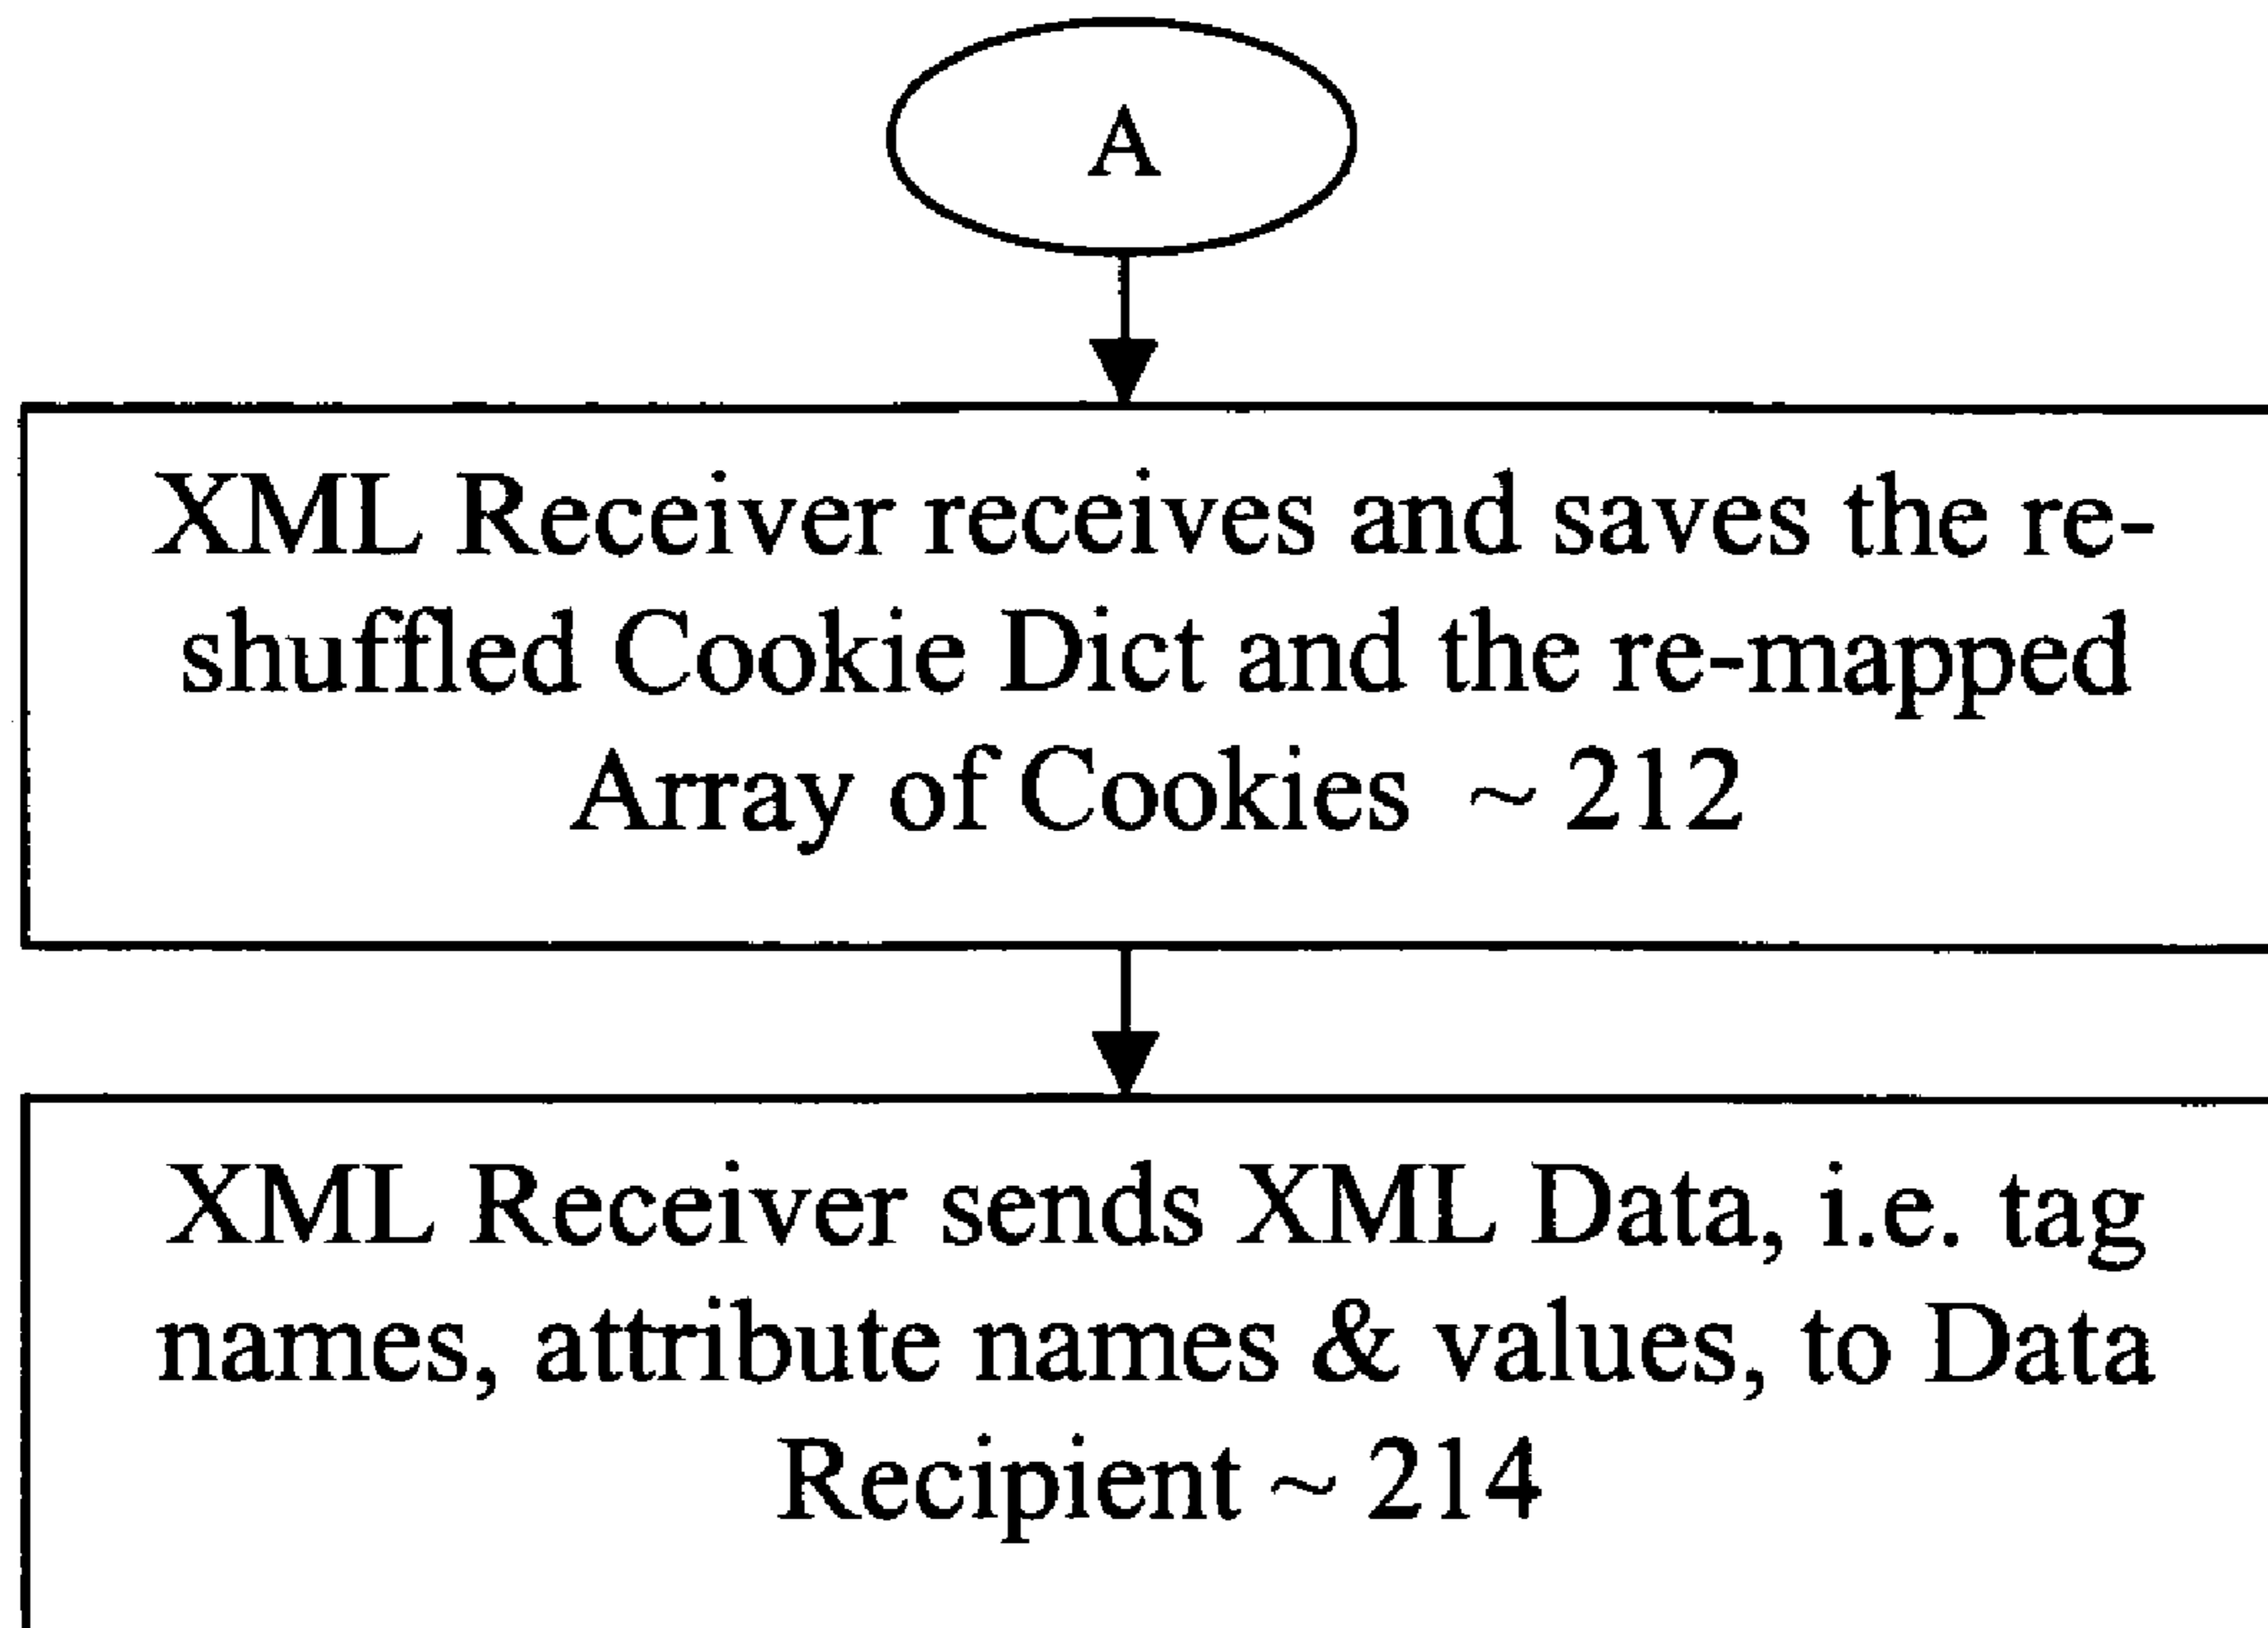 A
XML Receiver receives and saves the re-
shuffled Cookie Dict and the re-mapped
Array of Cookies ~ 212
XML Receiver sends XML Data, i.e. tag
names, attribute names & values, to Data
Recipient ~ 214